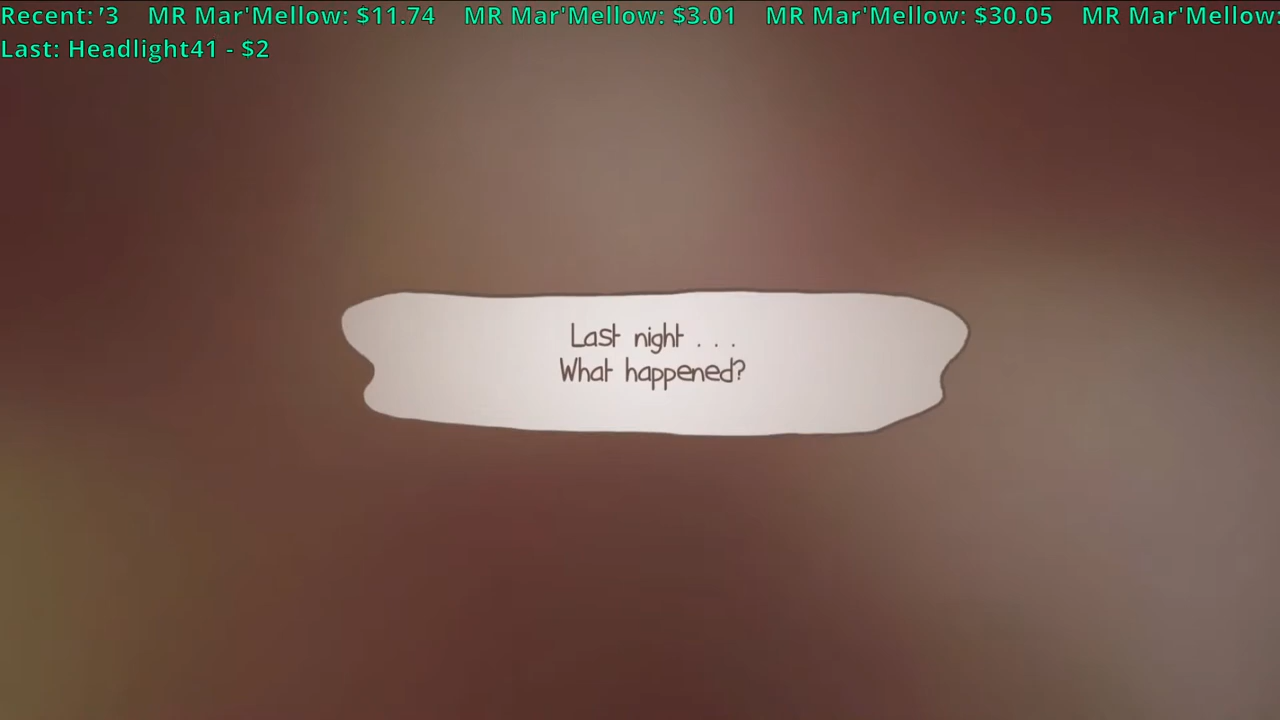 Recent: '3 MR Mar'Mellow: $11.74 MR Mar'Mellow: $3.01 MR Mar'Mellow: $30.05 MR Mar'Mellow:
Last: Headlight41 - $2
Last night . . .
What happened?